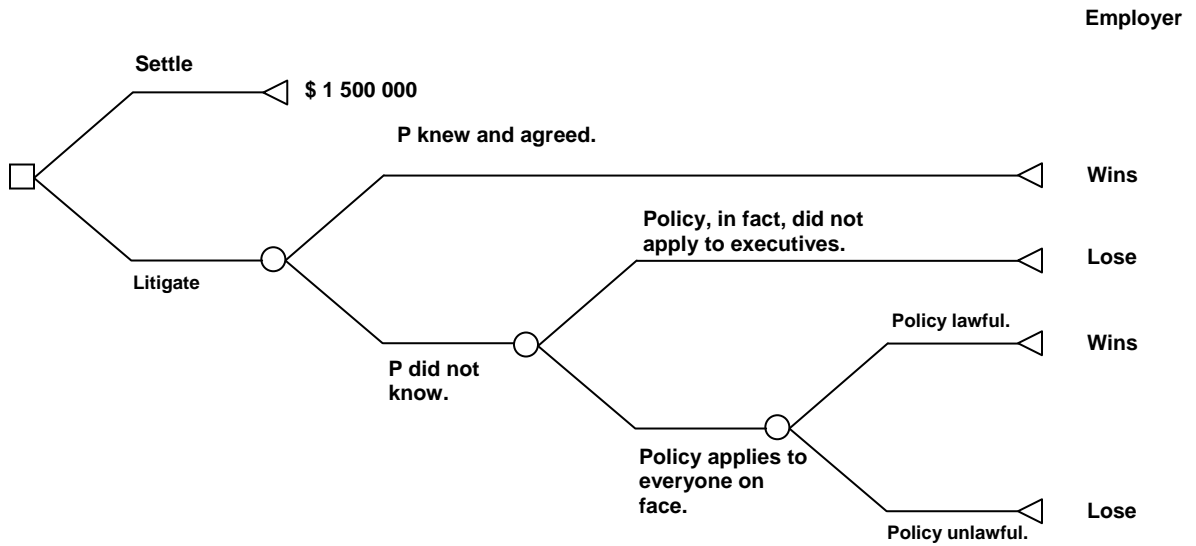 Employer
Settle
$ 1 500 000
P knew and agreed.
Wins
Policy, in fact, did not
apply to executives.
Lose
Litigate
Policy lawful.
Wins
P did not
know.
Policy applies to
everyone on
face.
Lose
Policy unlawful.